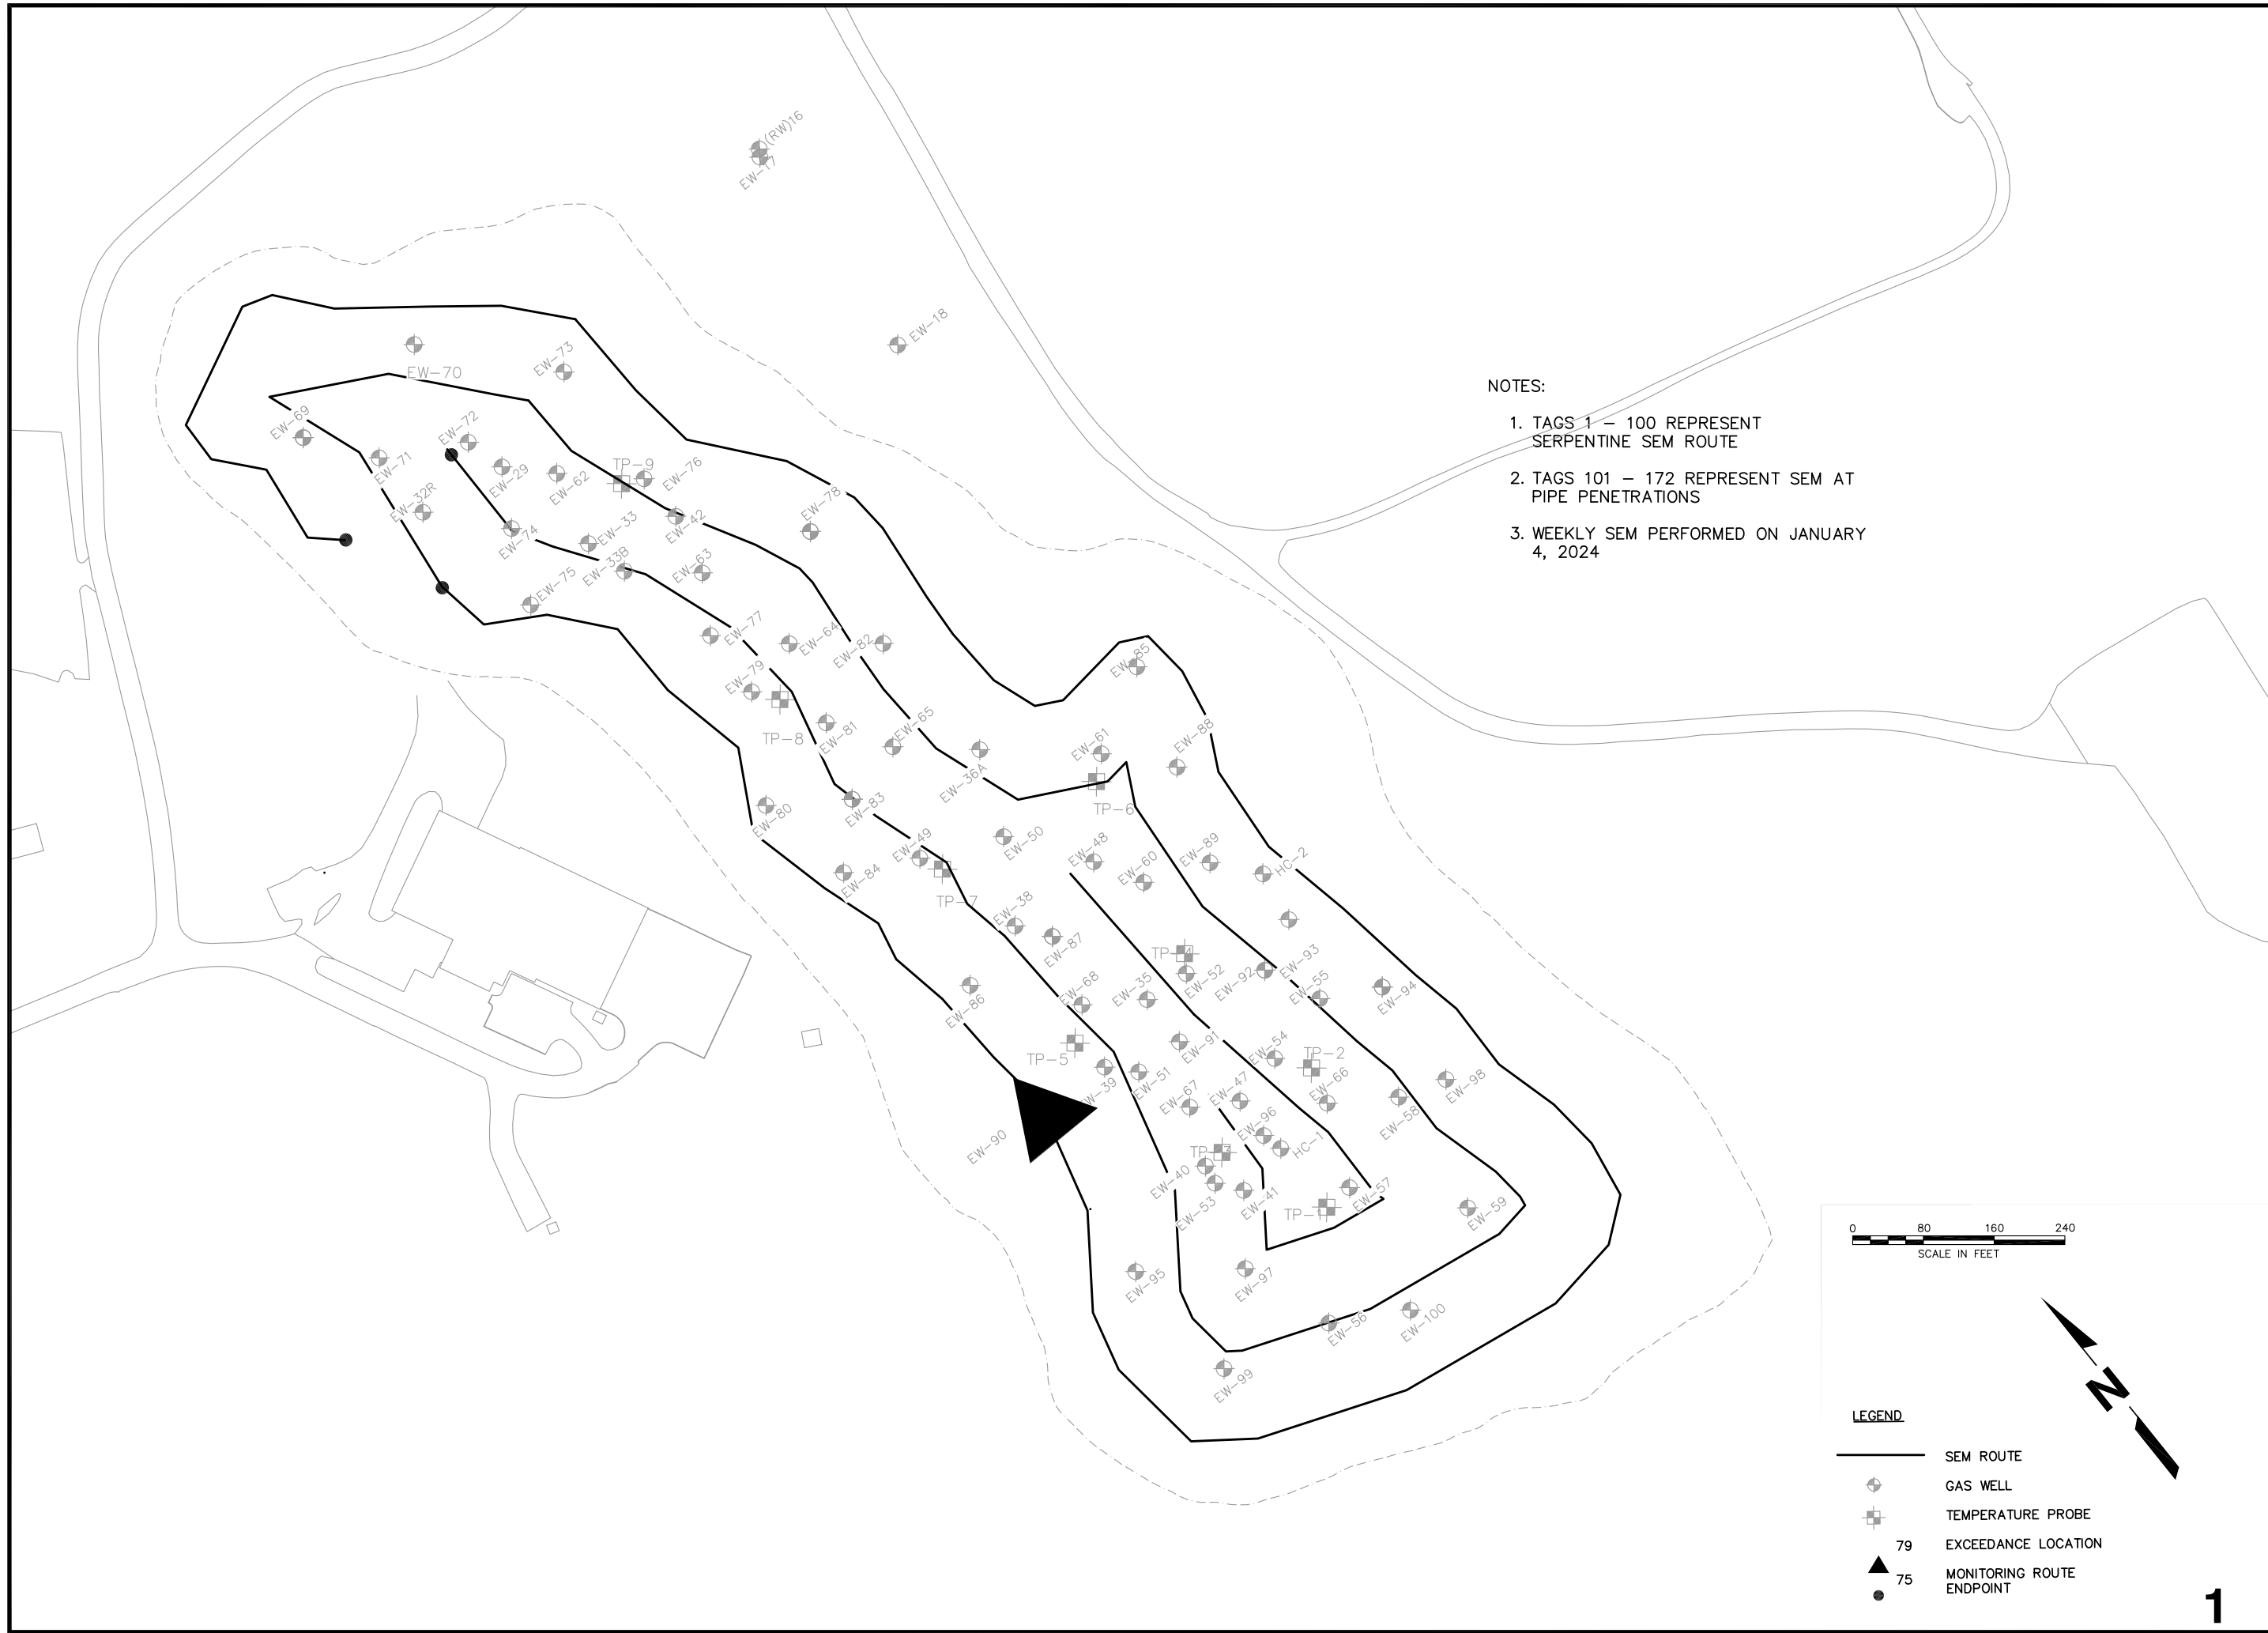 (RW)16
EW-17
EW-18
NOTES:
1. TAGS 1 - 100 REPRESENT
SERPENTINE SEM ROUTE
2. TAGS 101 - 172 REPRESENT SEM AT
PIPE PENETRATIONS
3. WEEKLY SEM PERFORMED ON JANUARY
4, 2024
EW-73
EW-70
EW-69
EW-72
EW-71
EW-29
EW-62
TP-9
EW-76
EW-32R
EW-78
EW-74
EW-33
EW-42
EW-33B
EW-63
EW-75
EW-77
EW-64
EW-82
EW-85
EW-79
TP-8
EW-81
EW-65
EW-36A
EW-61
EW-88
TP-6
EW-80
EW-83
EW-49
EW-50
EW-48
EW-60
EW-89
HC-2
EW-84
TP-7
EW-38
EW-87
TP-4
EW-52
EW-92
EW-93
EW-55
EW-94
EW-86
EW-68
EW-35
EW-91
EW-54
TP-2
TP-5
EW-39
EW-51
EW-67
EW-47
EW-66
EW-58
EW-98
EW-90
EW-96
HC-1
TP-3
EW-40
EW-53
EW-41
TP-1
EW-57
EW-59
EW-95
EW-97
EW-56
EW-100
EW-99
0 80 160 240
SCALE IN FEET
N
LEGEND
SEM ROUTE
GAS WELL
TEMPERATURE PROBE
79 EXCEEDANCE LOCATION
75 MONITORING ROUTE
ENDPOINT
1